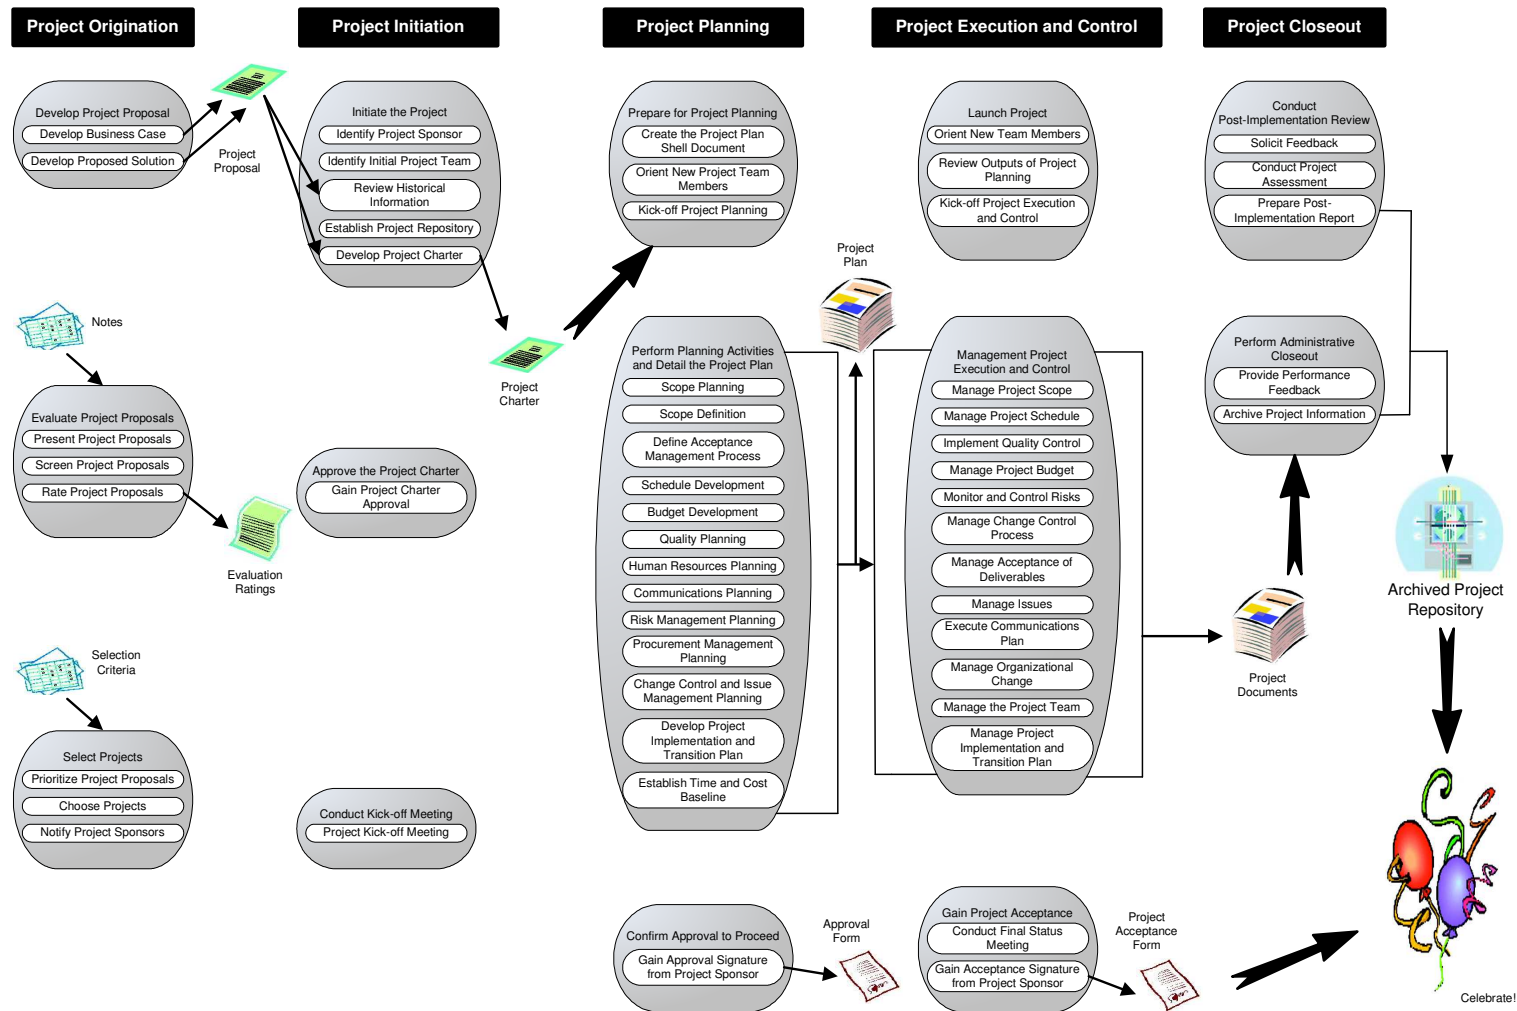 Project Origination
Develop Project Proposal
Develop Business Case
Develop Proposed Solution
Project
Proposal
Notes
Evaluate Project Proposals
Present Project Proposals
Screen Project Proposals
Rate Project Proposals
Evaluation
Ratings
Selection
Criteria
Select Projects
Prioritize Project Proposals
Choose Projects
Notify Project Sponsors
Project Initiation
Initiate the Project
Identify Project Sponsor
Identify Initial Project Team
Review Historical
Information
Establish Project Repository
Develop Project Charter
Project
Charter
Approve the Project Charter
Gain Project Charter
Approval
Conduct Kick-off Meeting
Project Kick-off Meeting
Project Planning
Prepare for Project Planning
Create the Project Plan
Shell Document
Orient New Project Team
Members
Kick-off Project Planning
Perform Planning Activities
and Detail the Project Plan
Scope Planning
Scope Definition
Define Acceptance
Management Process
Schedule Development
Budget Development
Quality Planning
Human Resources Planning
Communications Planning
Risk Management Planning
Procurement Management
Planning
Change Control and Issue
Management Planning
Develop Project
Implementation and
Transition Plan
Establish Time and Cost
Baseline
Project
Plan
Confirm Approval to Proceed
Gain Approval Signature
from Project Sponsor
Approval
Form
Project Execution and Control
Launch Project
Orient New Team Members
Review Outputs of Project
Planning
Kick-off Project Execution
and Control
Management Project
Execution and Control
Manage Project Scope
Manage Project Schedule
Implement Quality Control
Manage Project Budget
Monitor and Control Risks
Manage Change Control
Process
Manage Acceptance of
Deliverables
Manage Issues
Execute Communications
Plan
Manage Organizational
Change
Manage the Project Team
Manage Project
Implementation and
Transition Plan
Gain Project Acceptance
Conduct Final Status
Meeting
Gain Acceptance Signature
from Project Sponsor
Project
Acceptance
Form
Project Closeout
Conduct
Post-Implementation Review
Solicit Feedback
Conduct Project
Assessment
Prepare Post-
Implementation Report
Perform Administrative
Closeout
Provide Performance
Feedback
Archive Project Information
Project
Documents
Archived Project
Repository
Celebrate!